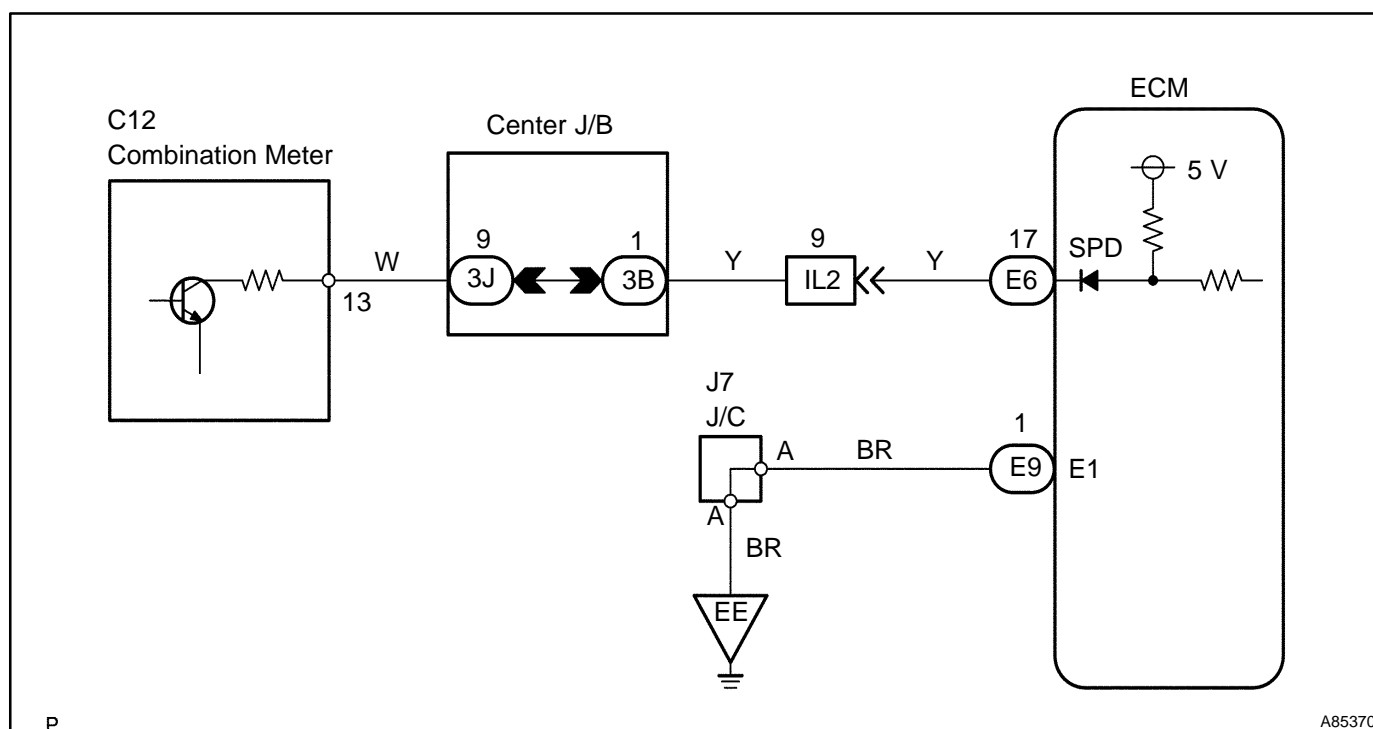 ECM
C12
Combination Meter
Center J/B
5 V
9
1
9
17
SPD
W
3J
3B
Y
IL2
Y
E6
13
J7
J/C
1
A
BR
E9
E1
A
BR
EE
P
A85370